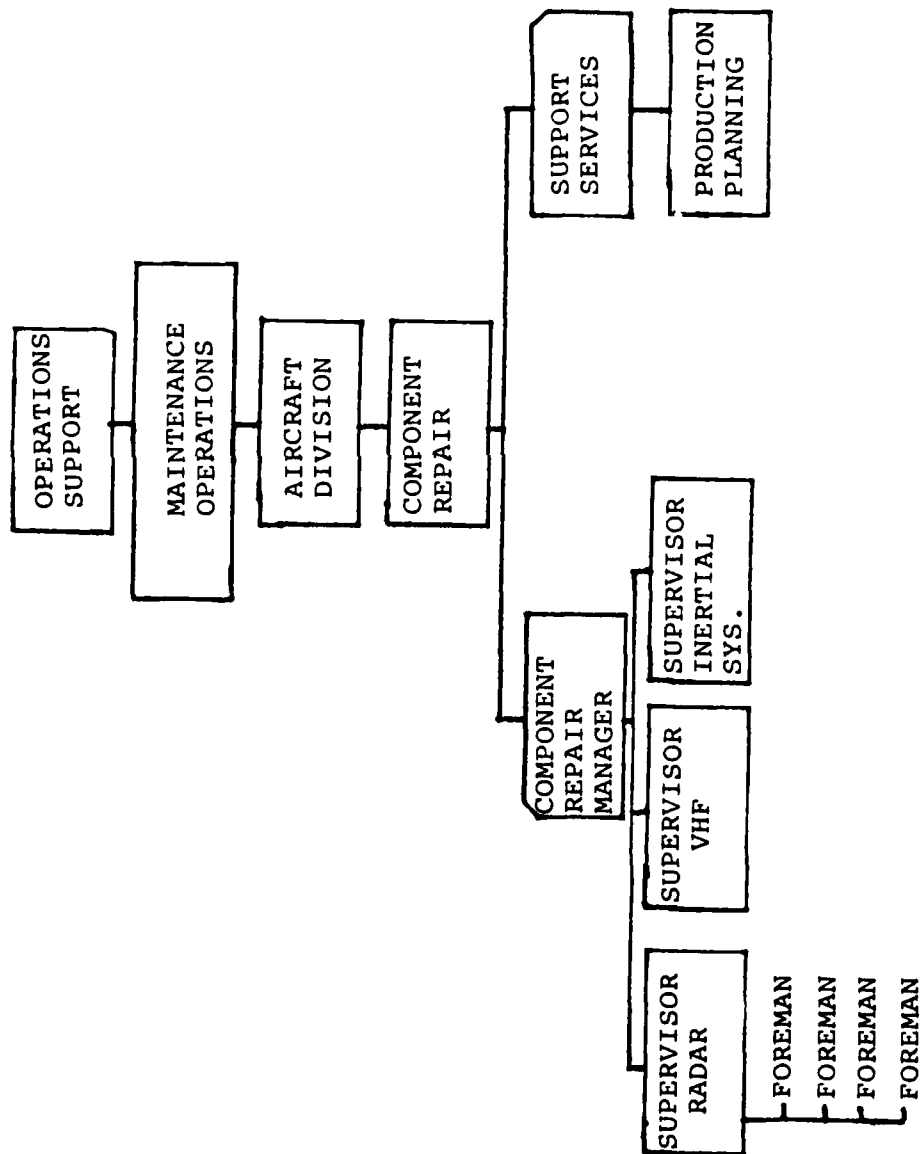 OPERATIONS
SUPPORT
MAINTENANCE
OPERATIONS
AIRCRAFT
DIVISION
COMPONENT
REPAIR
COMPONENT
REPAIR
MANAGER
SUPPORT
SERVICES
SUPERVISOR
RADAR
SUPERVISOR
VHF
SUPERVISOR
INERTIAL
SYS.
PRODUCTION
PLANNING
FOREMAN
FOREMAN
FOREMAN
FOREMAN